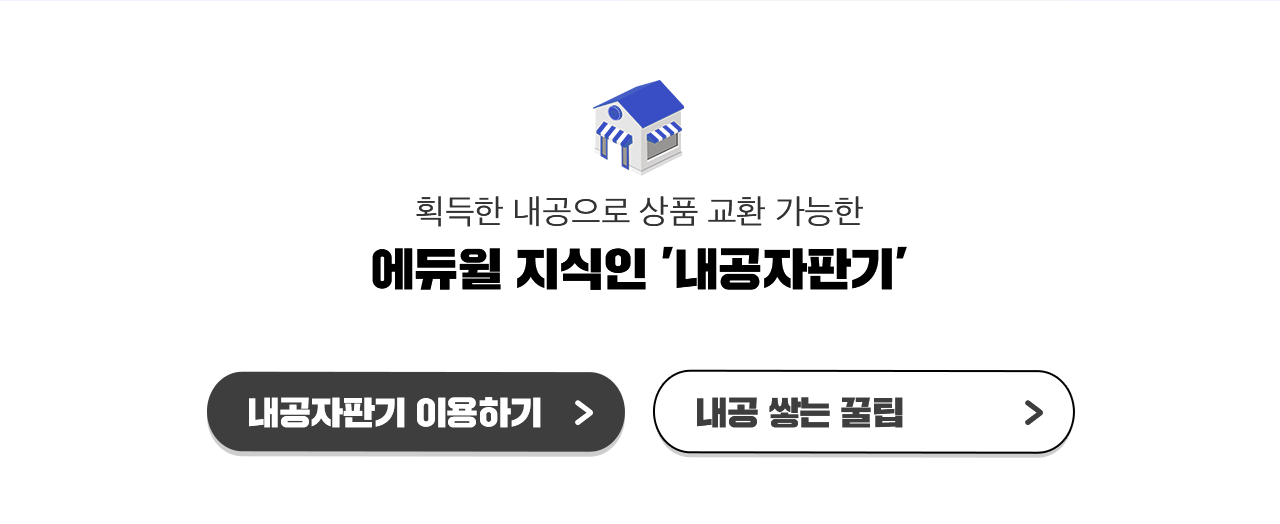 획득한 내공으로 상품 교환 가능한
에듀윌 지식인 '내공자판기'
내공자판기 이용하기 >
내공 쌓는 꿀팁 >